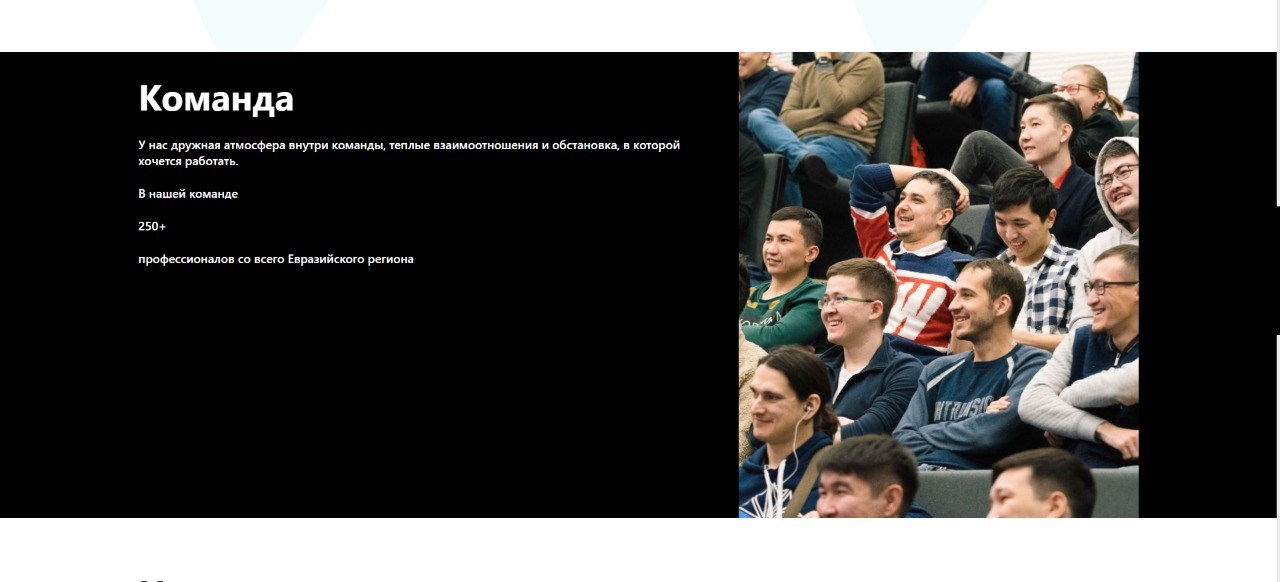 Команда
У нас дружная атмосфера внутри команды, теплые взаимоотношения и обстановка, в которой
хочется работать.
В нашей команде
250+
профессионалов со всего Евразийского региона